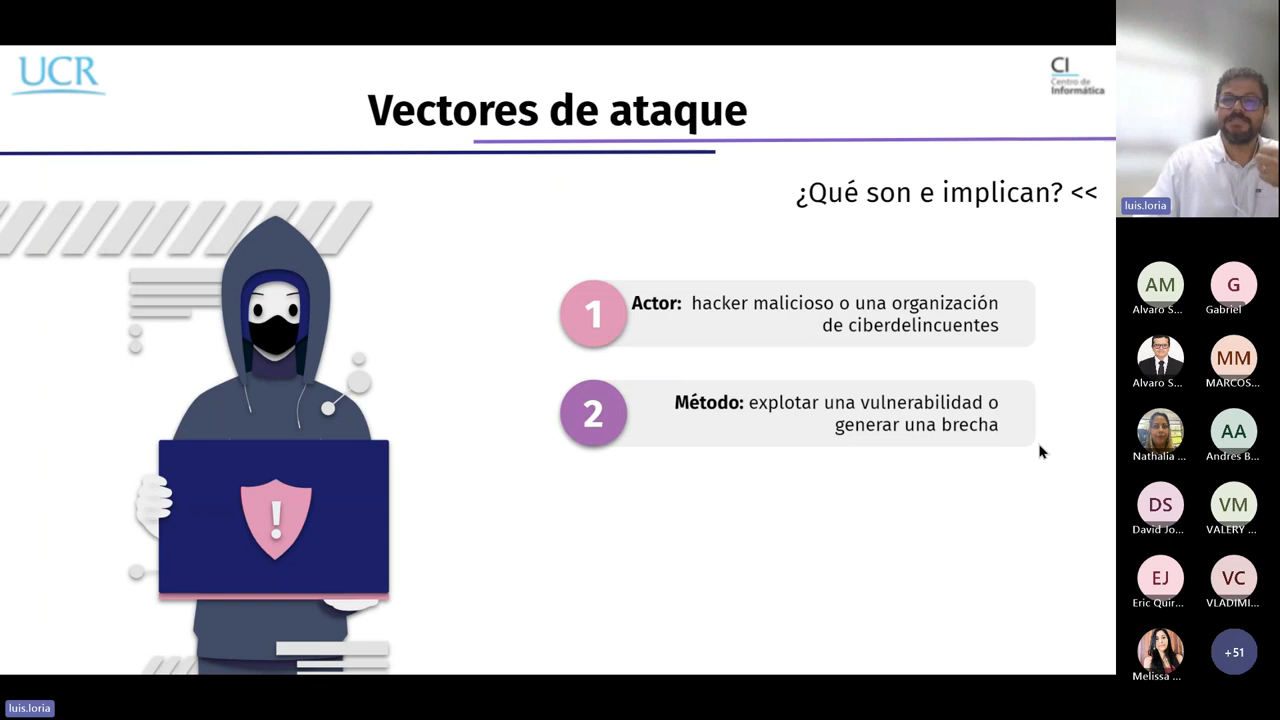 UCR
CI
Centro de
Informática
Vectores de ataque
¿Qué son e implican? <<
1
Actor: hacker malicioso o una organización
de ciberdelincuentes
2
Método: explotar una vulnerabilidad o
generar una brecha
!
luis.loria
AM
Alvaro S...
G
Gabriel
Alvaro S...
MM
MARCOS...
Nathalia ...
AA
Andres B...
DS
David Jo...
VM
VALERY ...
EJ
Eric Quir...
VC
VLADIMI...
Melissa ...
+51
luis.loria